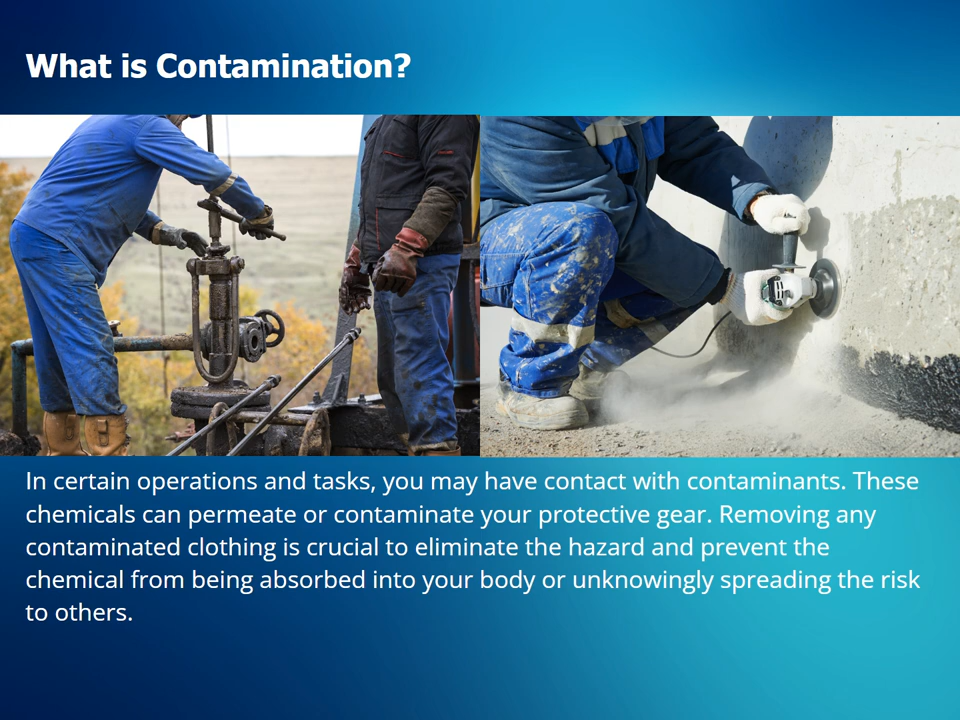 What is Contamination?
In certain operations and tasks, you may have contact with contaminants. These
chemicals can permeate or contaminate your protective gear. Removing any
contaminated clothing is crucial to eliminate the hazard and prevent the
chemical from being absorbed into your body or unknowingly spreading the risk
to others.